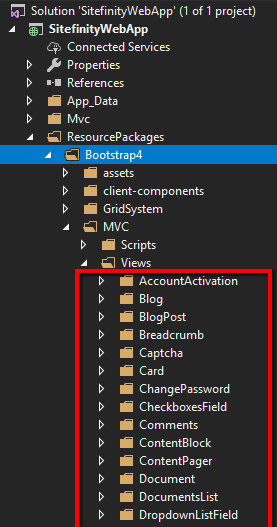 Solution 'SitefinityWebApp' (1 of 1 project)
SitefinityWebApp
Connected Services
Properties
References
App_Data
Mvc
ResourcePackages
Bootstrap4
assets
client-components
GridSystem
MVC
Scripts
Views
AccountActivation
Blog
BlogPost
Breadcrumb
Captcha
Card
ChangePassword
CheckboxesField
Comments
ContentBlock
ContentPager
Document
DocumentsList
DropdownListField